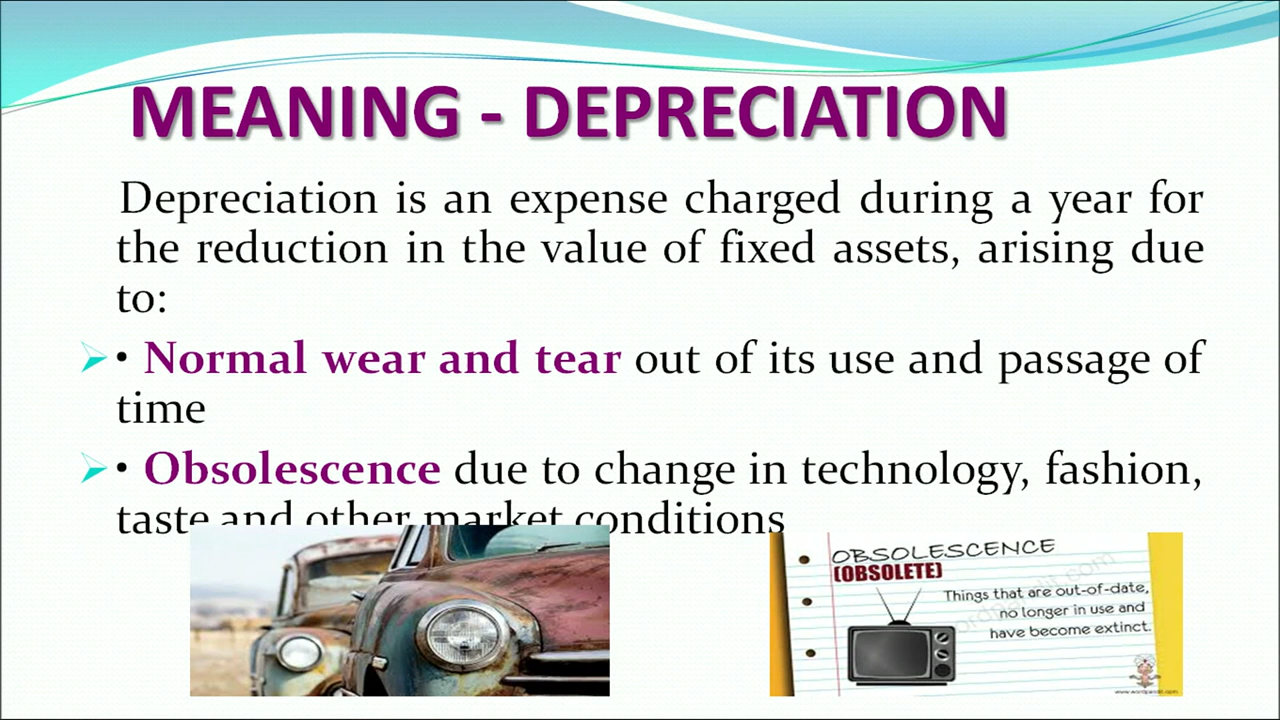 MEANING - DEPRECIATION
Depreciation is an expense charged during a year for
the reduction in the value of fixed assets, arising due
to:
• Normal wear and tear out of its use and passage of
time
• Obsolescence due to change in technology, fashion,
taste and other market conditions
OBSOLESCENCE
(OBSOLETE)
Things that are out-of-date,
no longer in use and
have become extinct.